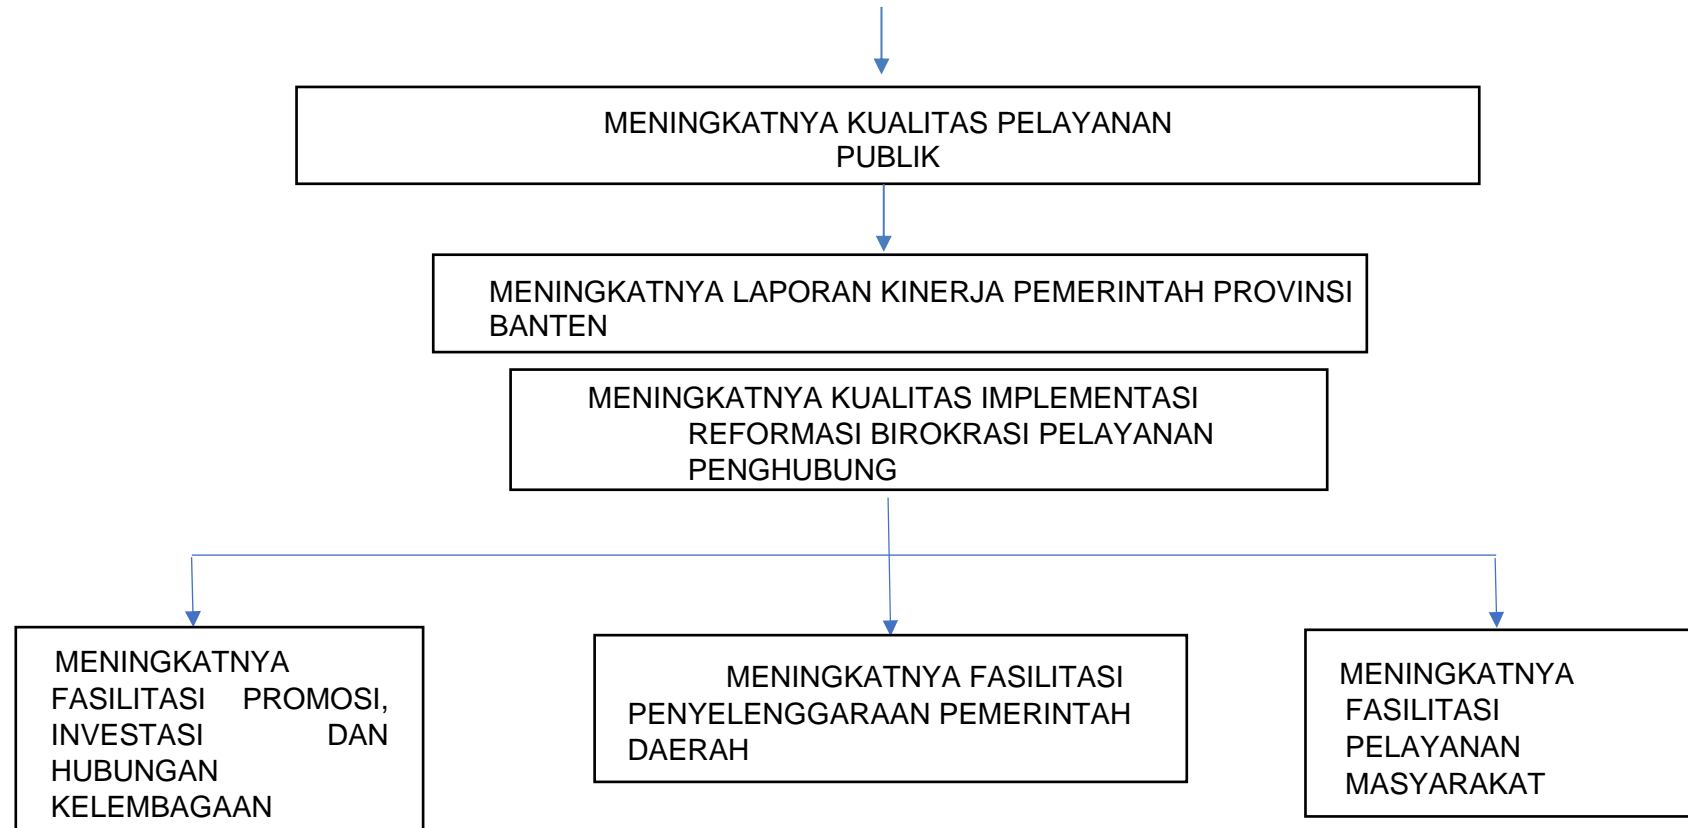 MENINGKATNYA KUALITAS PELAYANAN
PUBLIK
MENINGKATNYA LAPORAN KINERJA PEMERINTAH PROVINSI
BANTEN
MENINGKATNYA KUALITAS IMPLEMENTASI
REFORMASI BIROKRASI PELAYANAN
PENGHUBUNG
MENINGKATNYA
FASILITASI PROMOSI,
INVESTASI DAN
HUBUNGAN
KELEMBAGAAN
MENINGKATNYA FASILITASI
PENYELENGGARAAN PEMERINTAH
DAERAH
MENINGKATNYA
FASILITASI
PELAYANAN
MASYARAKAT